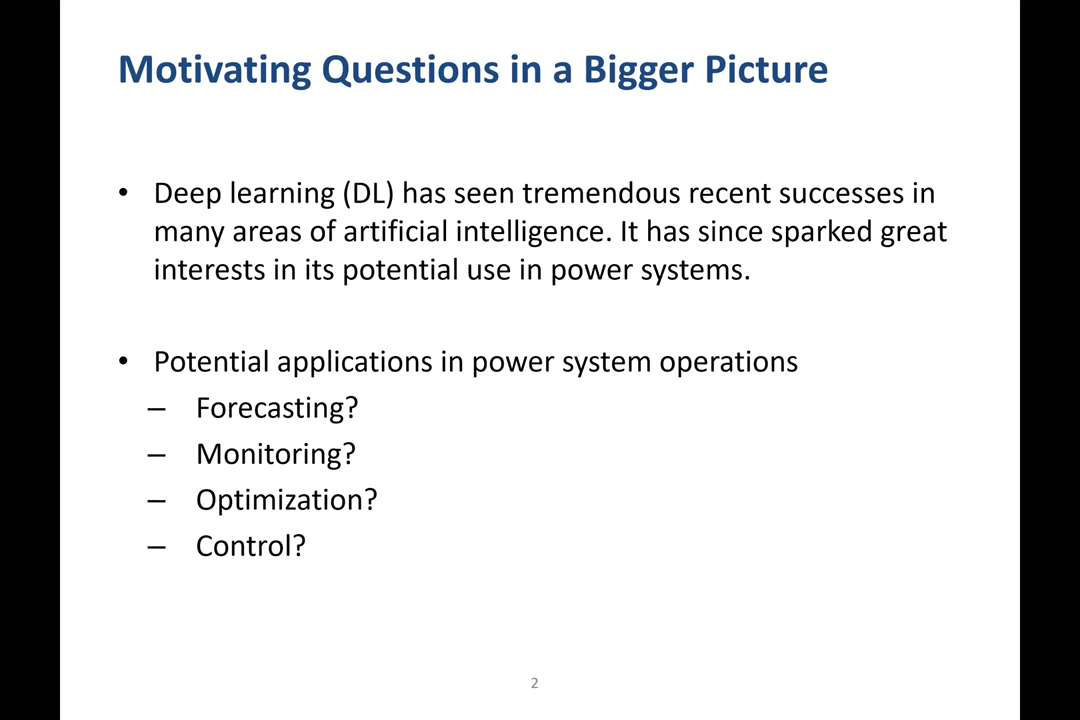 Motivating Questions in a Bigger Picture
• Deep learning (DL) has seen tremendous recent successes in
many areas of artificial intelligence. It has since sparked great
interests in its potential use in power systems.
• Potential applications in power system operations
– Forecasting?
– Monitoring?
– Optimization?
– Control?
2